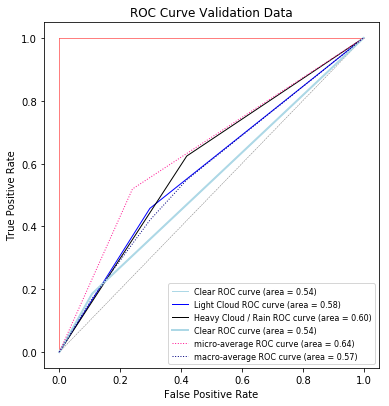 ROC Curve Validation Data
1.0
0.8
0.6
0.4
0.2
0.0
True Positive Rate
Clear ROC curve (area = 0.54)
Light Cloud ROC curve (area = 0.58)
Heavy Cloud / Rain ROC curve (area = 0.60)
Clear ROC curve (area = 0.54)
micro-average ROC curve (area = 0.64)
macro-average ROC curve (area = 0.57)
0.0 0.2 0.4 0.6 0.8 1.0
False Positive Rate